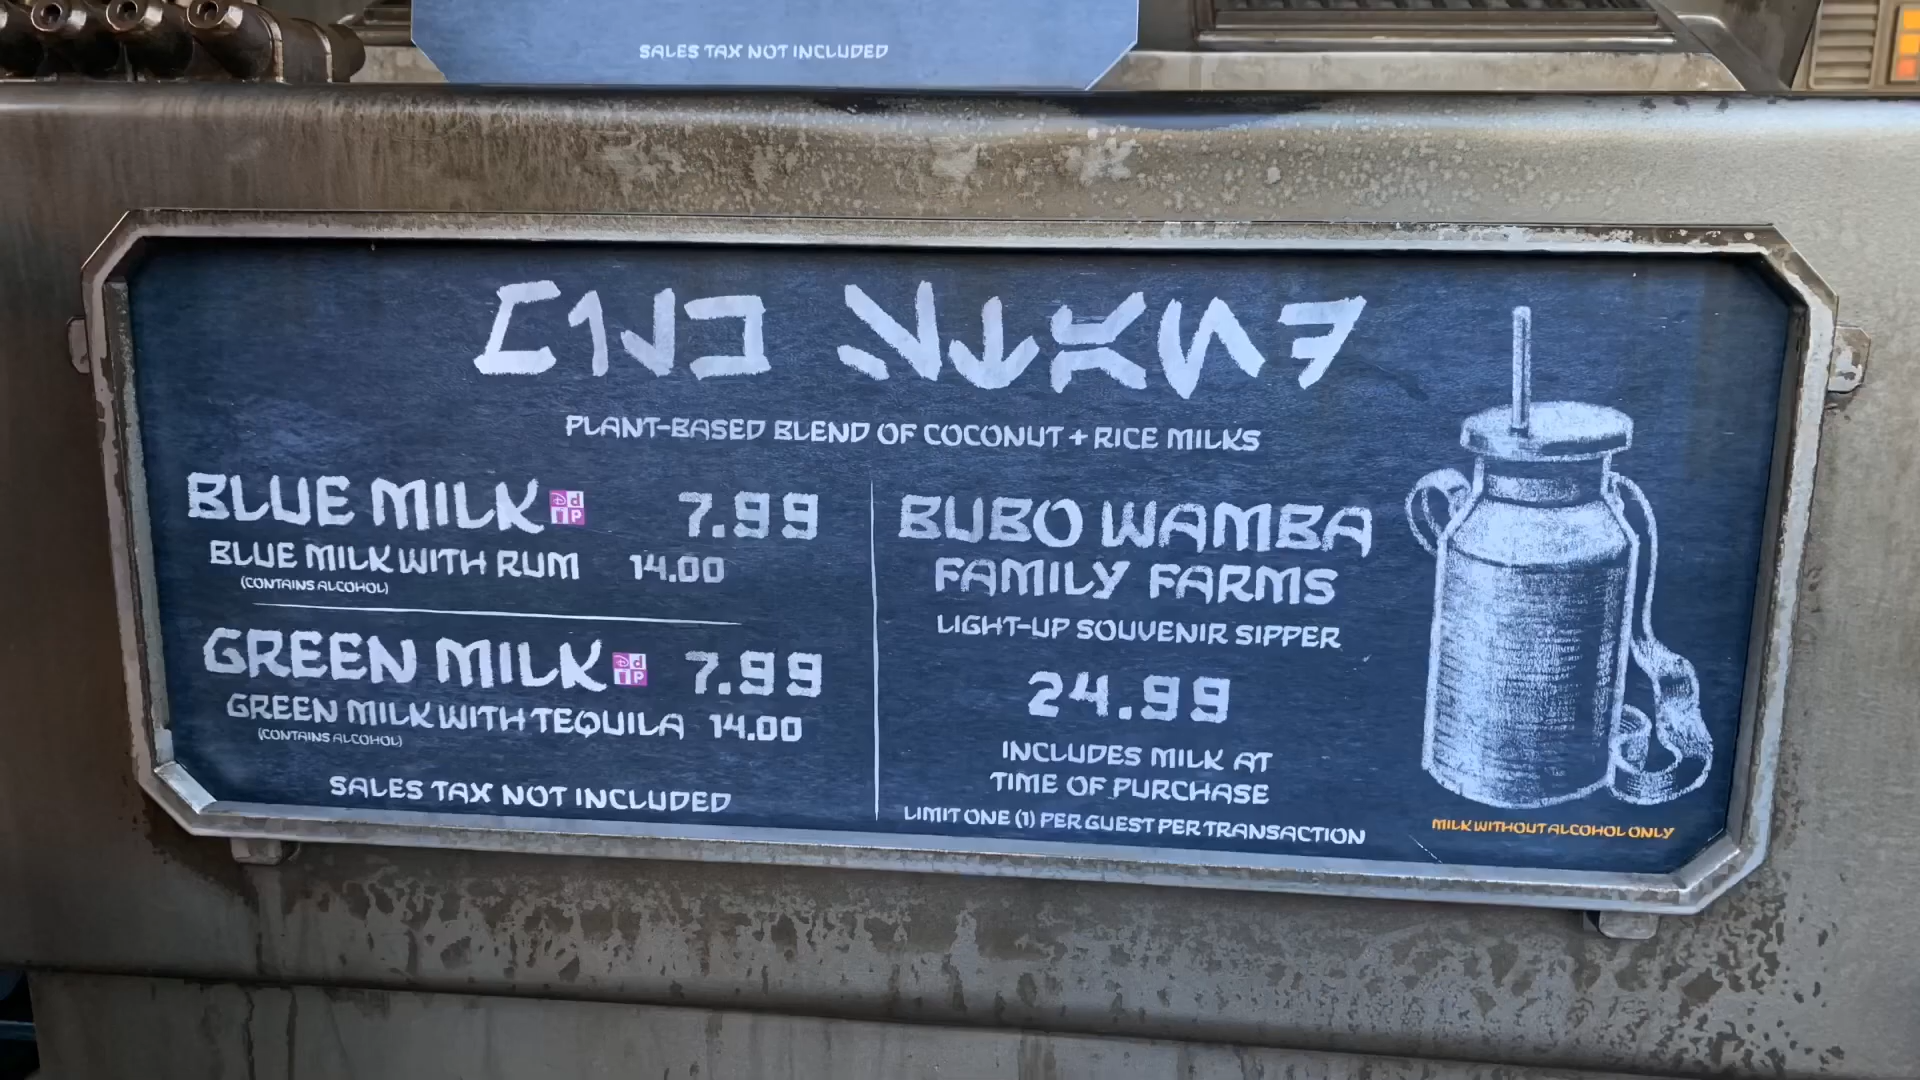 SALES TAX NOT INCLUDED
PLANT-BASED BLEND OF COCONUT + RICE MILKS
BLUE MILK 7.99
BLUE MILK WITH RUM 14.00
(CONTAINS ALCOHOL)
GREEN MILK 7.99
GREEN MILK WITH TEQUILA 14.00
(CONTAINS ALCOHOL)
SALES TAX NOT INCLUDED
BUBO WAMBA
FAMILY FARMS
LIGHT-UP SOUVENIR SIPPER
24.99
INCLUDES MILK AT
TIME OF PURCHASE
LIMIT ONE (1) PER GUEST PER TRANSACTION
MILK WITHOUT ALCOHOL ONLY